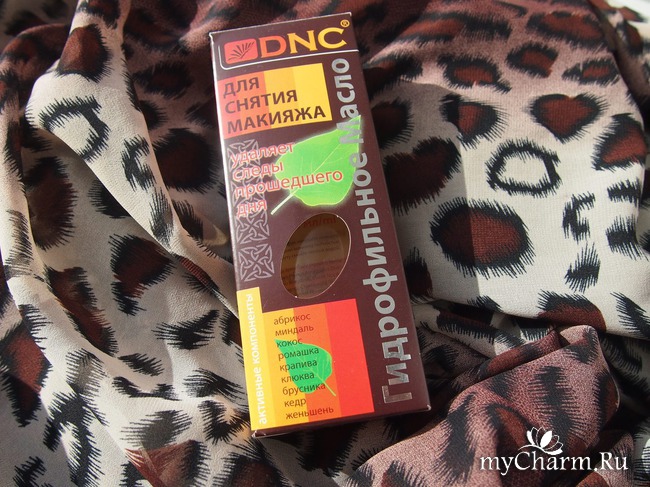 DNC®
ДЛЯ
СНЯТИЯ
МАКИЯЖА
удаляет
следы
прошедшего
дня
Гидрофильное Масло
активные компоненты
абрикос
миндаль
кокос
ромашка
крапива
клюква
брусника
кедр
женьшень
myCharm.Ru